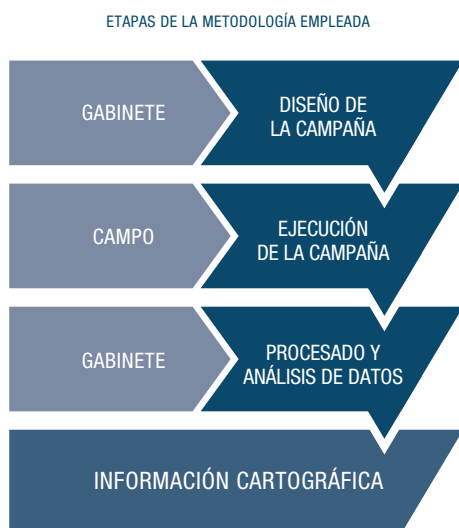 ETAPAS DE LA METODOLOGÍA EMPLEADA
GABINETE
DISEÑO DE
LA CAMPAÑA
CAMPO
EJECUCIÓN
DE LA CAMPAÑA
GABINETE
PROCESADO Y
ANÁLISIS DE DATOS
INFORMACIÓN CARTOGRÁFICA